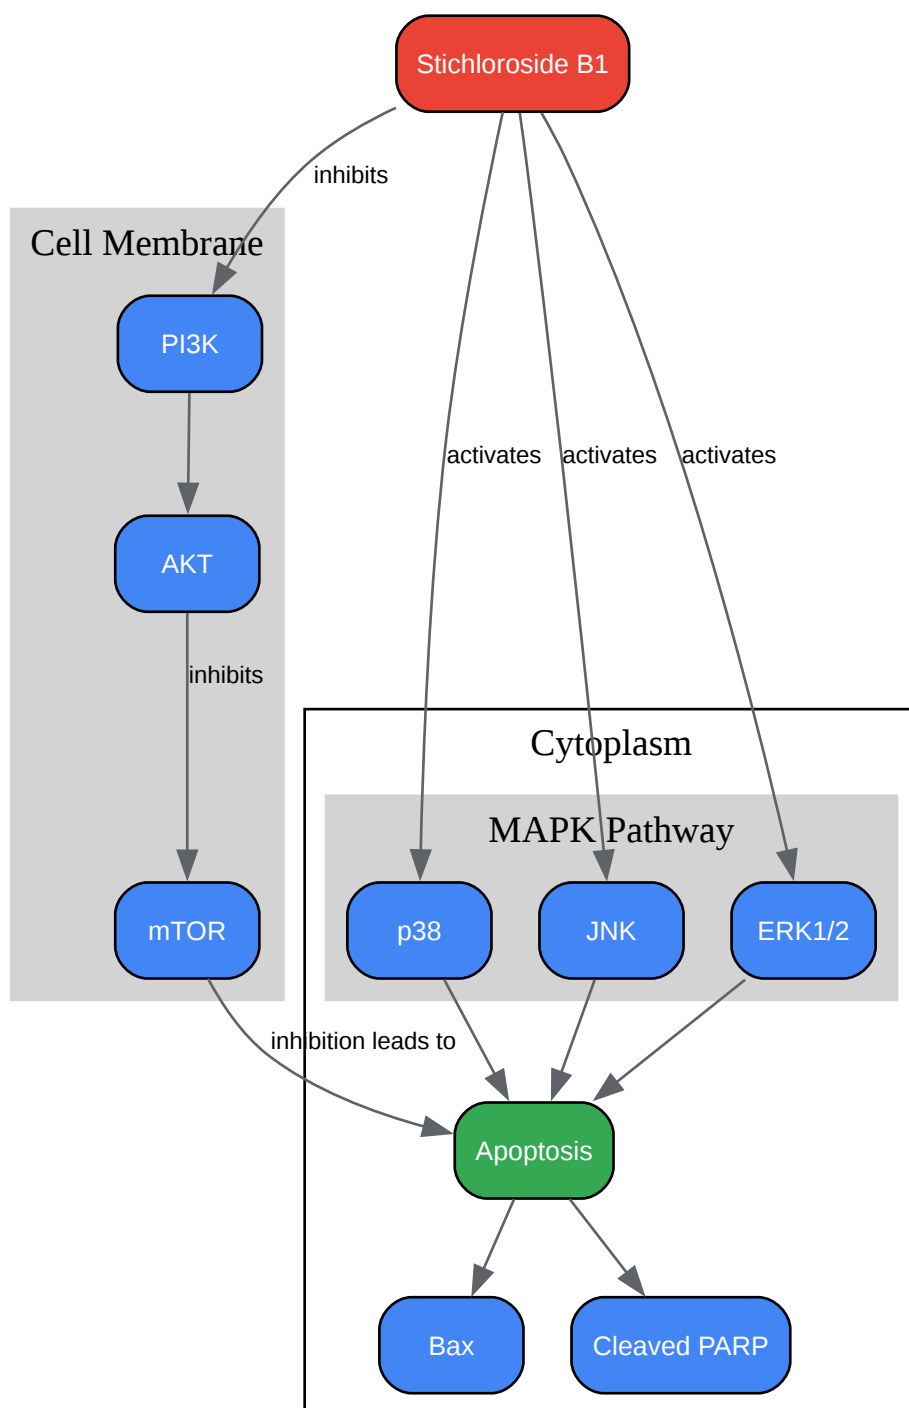 Stichloroside B1
inhibits
Cell Membrane
PI3K
activates
activates
activates
AKT
inhibits
Cytoplasm
MAPK Pathway
mTOR
p38
JNK
ERK1/2
inhibition leads to
Apoptosis
Bax
Cleaved PARP